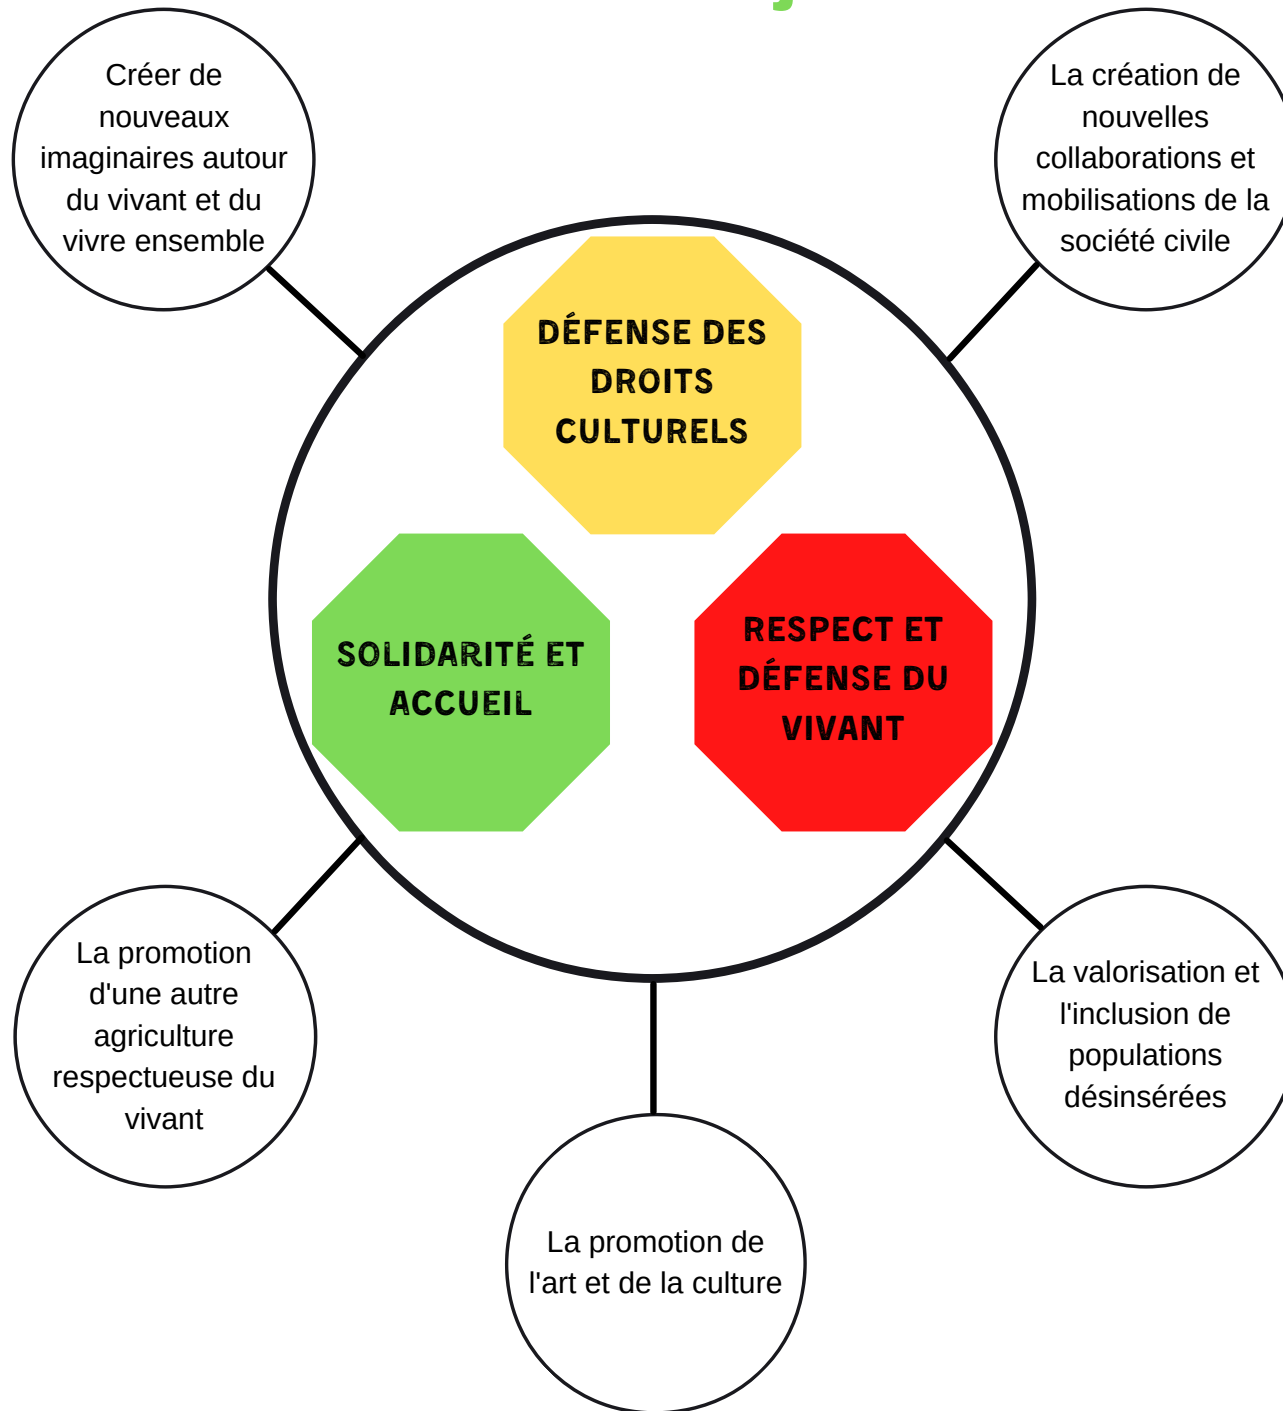 Créer de
nouveaux
imaginaires autour
du vivant et du
vivre ensemble
La création de
nouvelles
collaborations et
mobilisations de la
société civile
DÉFENSE DES
DROITS
CULTURELS
SOLIDARITÉ ET
ACCUEIL
RESPECT ET
DÉFENSE DU
VIVANT
La promotion
d'une autre
agriculture
respectueuse du
vivant
La valorisation et
l'inclusion de
populations
désinsérées
La promotion de
l'art et de la culture